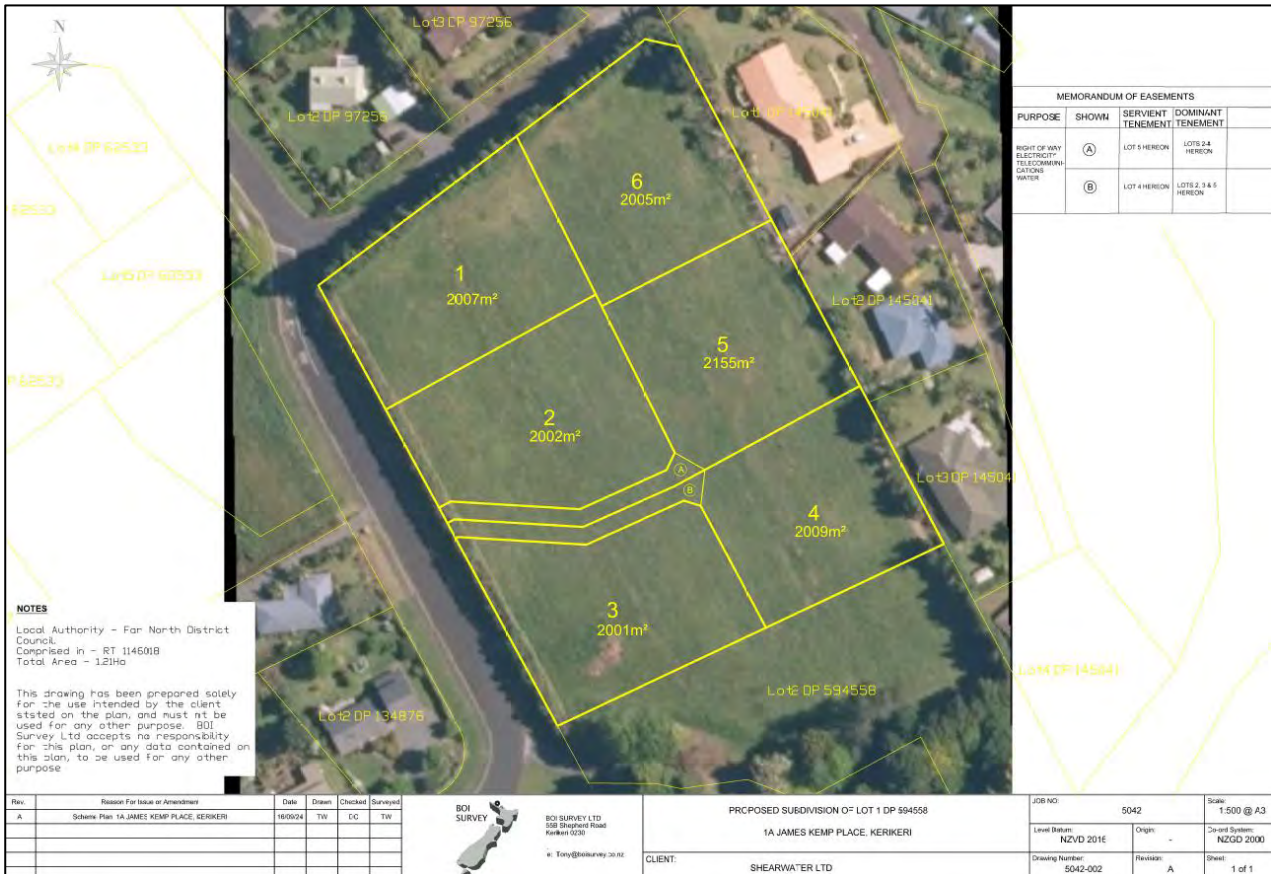 N
Lot3 DP 97256
Lot2 DP 97256
Lot4 DP 62533
Lot5 DP 62533
6
2005m²
1
2007m²
5
2155m²
2
2002m²
A
B
4
2009m²
3
2001m²
Lot2 DP 145041
Lot4 DP 145041
Lot2 DP 134876
MEMORANDUM OF EASEMENTS
PURPOSE SHOWN SERVIENT TENEMENT DOMINANT TENEMENT
RIGHT OF WAY
ELECTRICITY
TELECOMMUNI-
CATIONS
WATER
A LOT 5 HEREON LOTS 2-4 HEREON
B LOT 4 HEREON LOTS 2, 3 & 5 HEREON
NOTES
Local Authority - Far North District
Council.
Comprised in - RT 1146018
Total Area - 1.21Ha
This drawing has been prepared solely
for the use intended by the client
ststed on the plan, and must nt be
used for any other purpose. BOI
Survey Ltd accepts no responsibility
for this plan, or any data contained on
this plan, to be used for any other
purpose
Rev. Reason For Issue or Amendment Date Drawn Checked Surveyed
A Scheme Plan 1A JAMES KEMP PLACE, KERIKERI 16/09/24 TW DC TW
BOI
SURVEY
BOI SURVEY LTD
55B Shepherd Road
Kerikeri 0230
e: Tony@boisurvey.co.nz
PROPOSED SUBDIVISION OF LOT 1 DP 594558
1A JAMES KEMP PLACE, KERIKERI
CLIENT:
SHEARWATER LTD
JOB NO:
5042
Scale:
1:500 @ A3
Level Datum:
NZVD 2016
Origin:
-
Co-ord System:
NZGD 2000
Drawing Number:
5042-002
Revision:
A
Sheet:
1 of 1